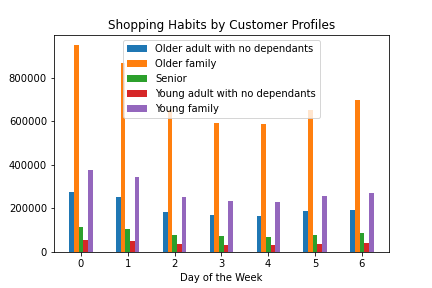 Shopping Habits by Customer Profiles
Older adult with no dependants
Older family
Senior
Young adult with no dependants
Young family
800000
600000
400000
200000
0
0 1 2 3 4 5 6
Day of the Week